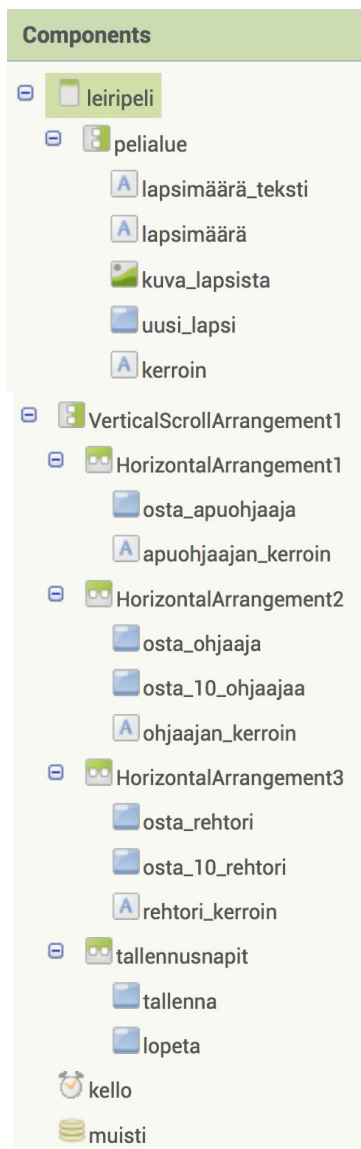 Components
leiripeli
pelialue
lapsimäärä_teksti
lapsimäärä
kuva_lapsista
uusi_lapsi
kerroin
VerticalScrollArrangement1
HorizontalArrangement1
osta_apuohjaaja
apuohjaajan_kerroin
HorizontalArrangement2
osta_ohjaaja
osta_10_ohjaajaa
ohjaajan_kerroin
HorizontalArrangement3
osta_rehtori
osta_10_rehtori
rehtori_kerroin
tallennusnapit
tallenna
lopeta
kello
muisti